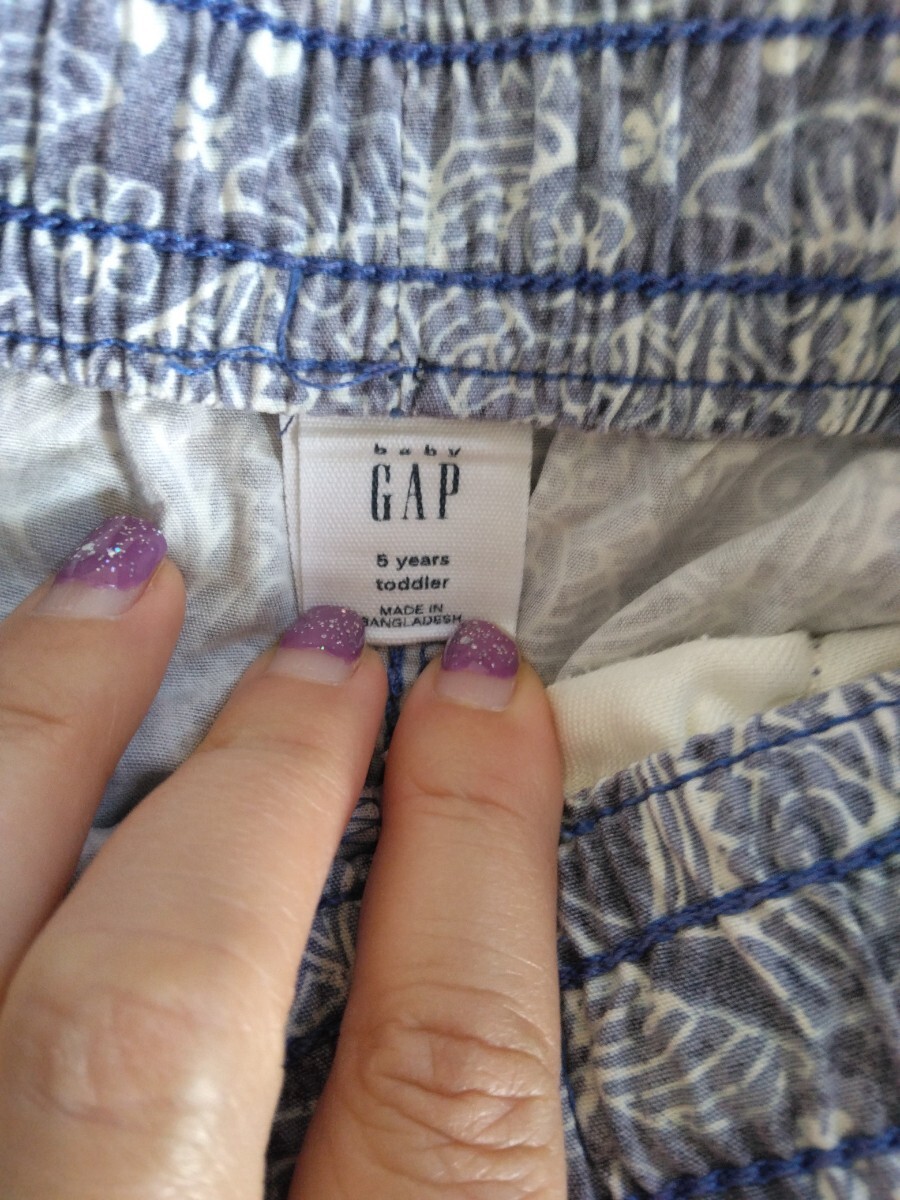 baby
GAP
5 years
toddler
MADE IN
BANGLADESH